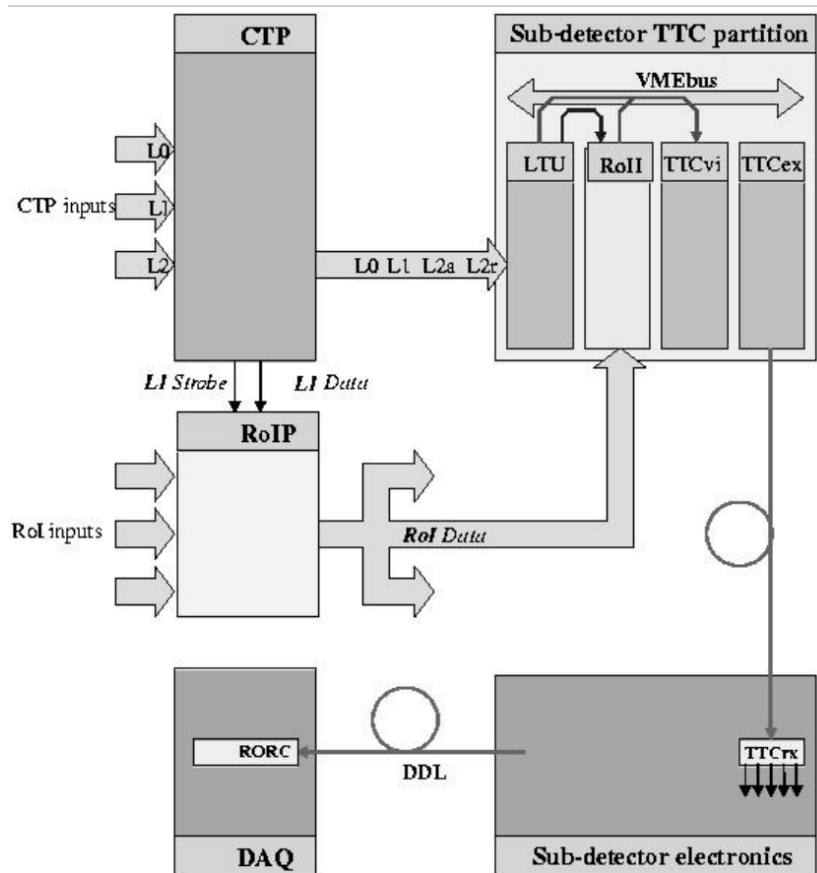 CTP
Sub-detector TTC partition
VMEbus
LTU
RoII
TTCvi
TTCex
L0
CTP inputs
L1
L2
L0 L1 L2a L2r
L1 Strobe
L1 Data
RoIP
RoI inputs
RoI Data
RORC
DDL
TTCrx
DAQ
Sub-detector electronics